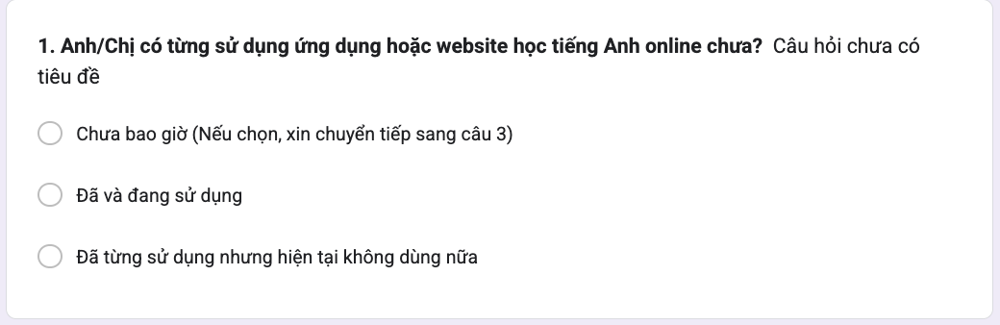 1. Anh/Chị có từng sử dụng ứng dụng hoặc website học tiếng Anh online chưa? Câu hỏi chưa có
tiêu đề
Chưa bao giờ (Nếu chọn, xin chuyển tiếp sang câu 3)
Đã và đang sử dụng
Đã từng sử dụng nhưng hiện tại không dùng nữa